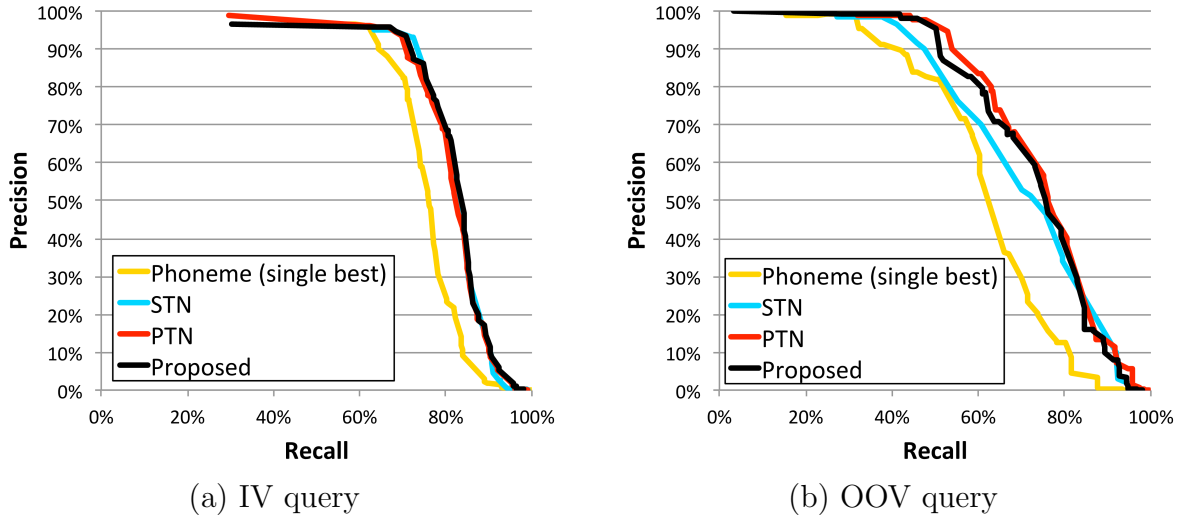 100%
90%
80%
70%
60%
50%
40%
30%
20%
10%
0%
Precision
Phoneme (single best)
STN
PTN
Proposed
0% 20% 40% 60% 80% 100%
Recall
(a) IV query
100%
90%
80%
70%
60%
50%
40%
30%
20%
10%
0%
Precision
Phoneme (single best)
STN
PTN
Proposed
0% 20% 40% 60% 80% 100%
Recall
(b) OOV query